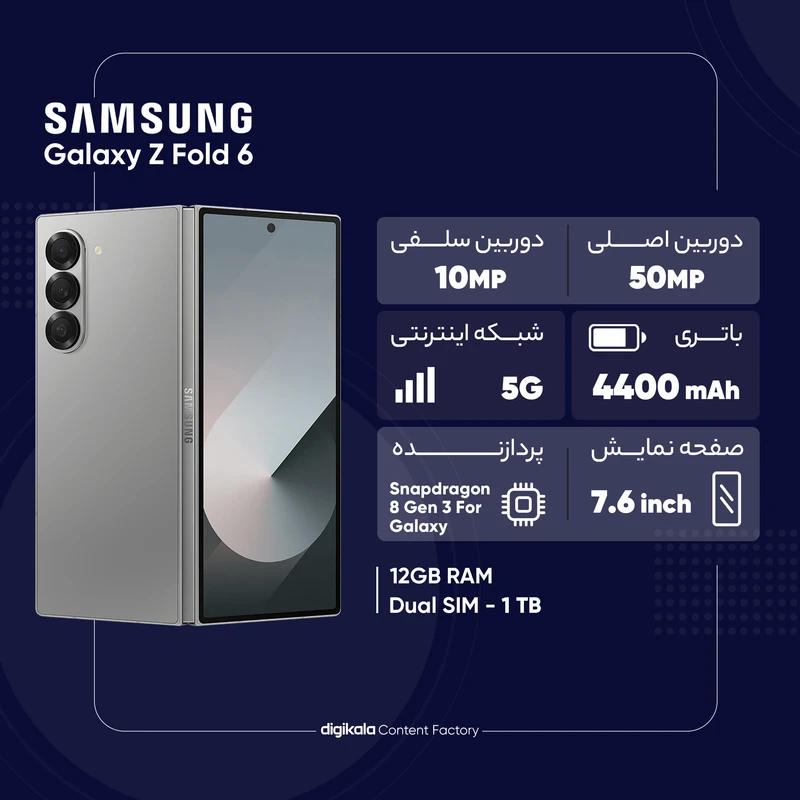 SAMSUNG
Galaxy Z Fold 6
SAMSUNG
دوربین اصلی
50MP
دوربین سلفی
10MP
باتری
4400 mAh
شبکه اینترنتی
5G
صفحه نمایش
7.6 inch
پردازنده
Snapdragon
8 Gen 3 For
Galaxy
12GB RAM
Dual SIM - 1 TB
digikala Content Factory